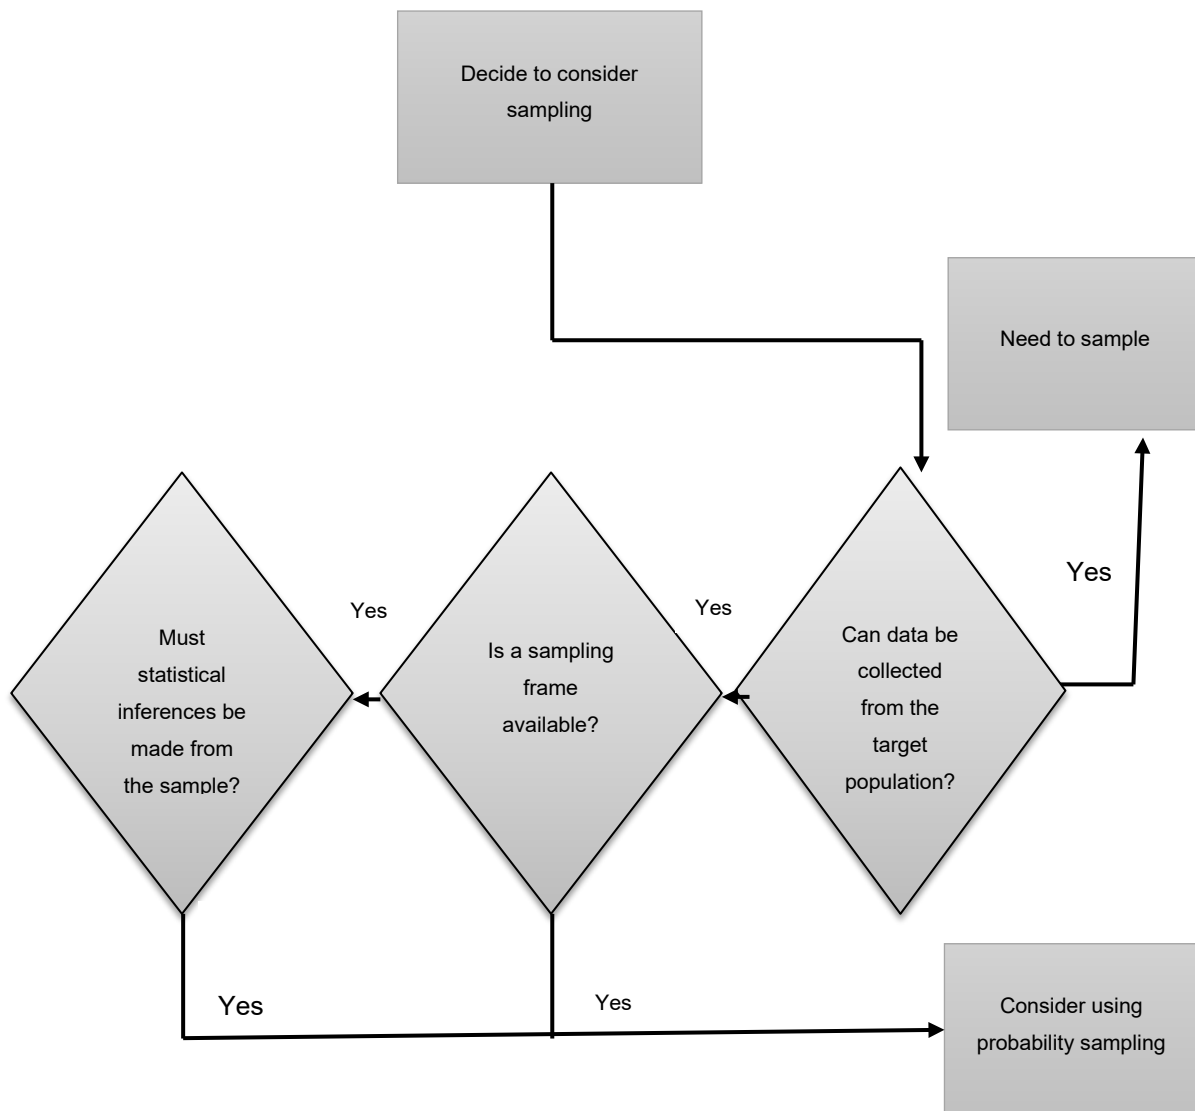 Decide to consider
sampling
Need to sample
Yes
Yes
Yes
Must
statistical
inferences be
made from
the sample?
Is a sampling
frame
available?
Can data be
collected
from the
target
population?
Yes
Yes
Consider using
probability sampling